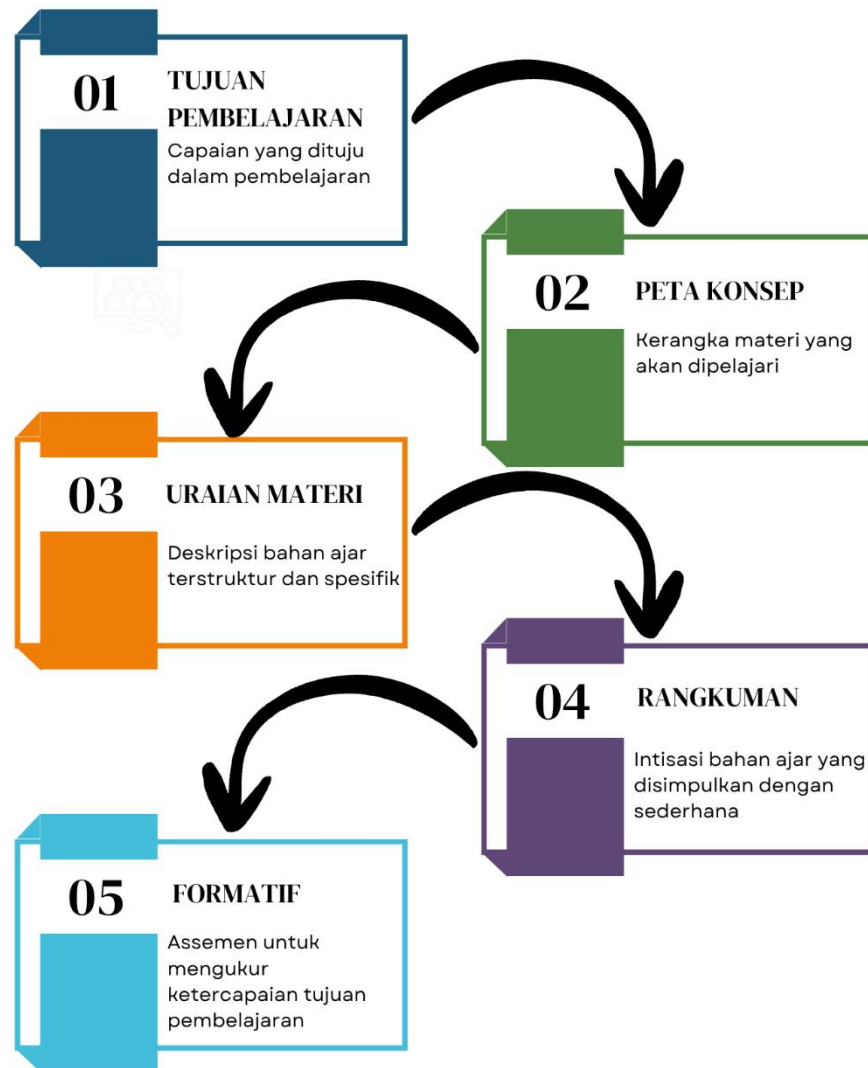 01
TUJUAN
PEMBELAJARAN
Capaian yang dituju
dalam pembelajaran
02
PETA KONSEP
Kerangka materi yang
akan dipelajari
03
URAIAN MATERI
Deskripsi bahan ajar
terstruktur dan spesifik
04
RANGKUMAN
Intisasi bahan ajar yang
disimpulkan dengan
sederhana
05
FORMATIF
Assemen untuk
mengukur
ketercapaian tujuan
pembelajaran